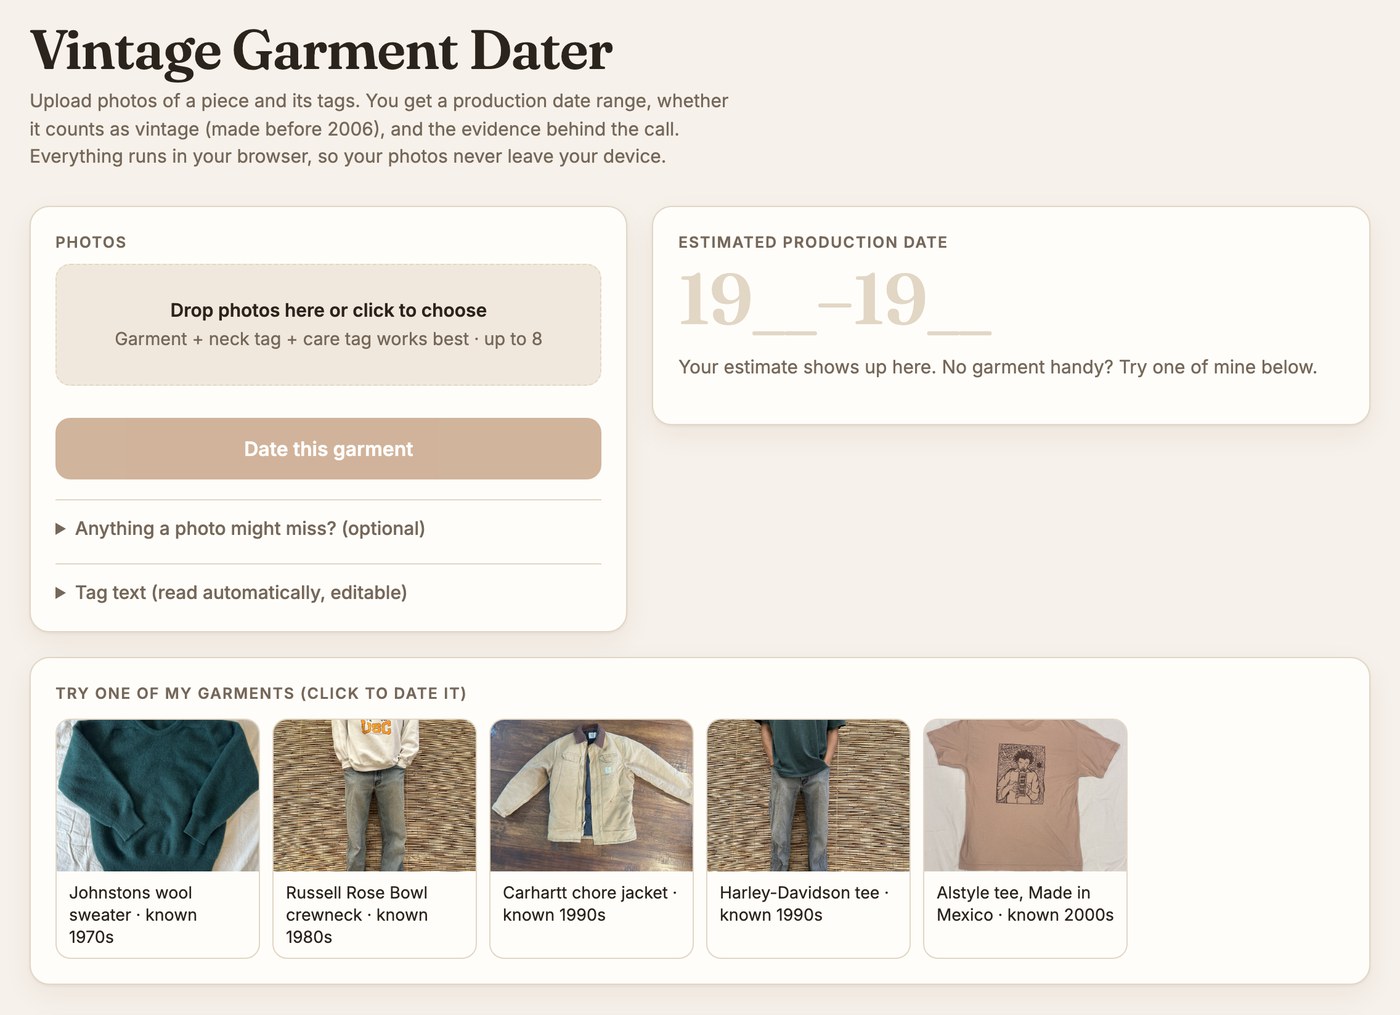 Vintage Garment Dater
Upload photos of a piece and its tags. You get a production date range, whether
it counts as vintage (made before 2006), and the evidence behind the call.
Everything runs in your browser, so your photos never leave your device.
PHOTOS
Drop photos here or click to choose
Garment + neck tag + care tag works best · up to 8
Date this garment
Anything a photo might miss? (optional)
Tag text (read automatically, editable)
ESTIMATED PRODUCTION DATE
19__–19__
Your estimate shows up here. No garment handy? Try one of mine below.
TRY ONE OF MY GARMENTS (CLICK TO DATE IT)
Johnstons wool
sweater · known
1970s
USC
Russell Rose Bowl
crewneck · known
1980s
Carhartt chore jacket ·
known 1990s
Harley-Davidson tee ·
known 1990s
Alstyle tee, Made in
Mexico · known 2000s